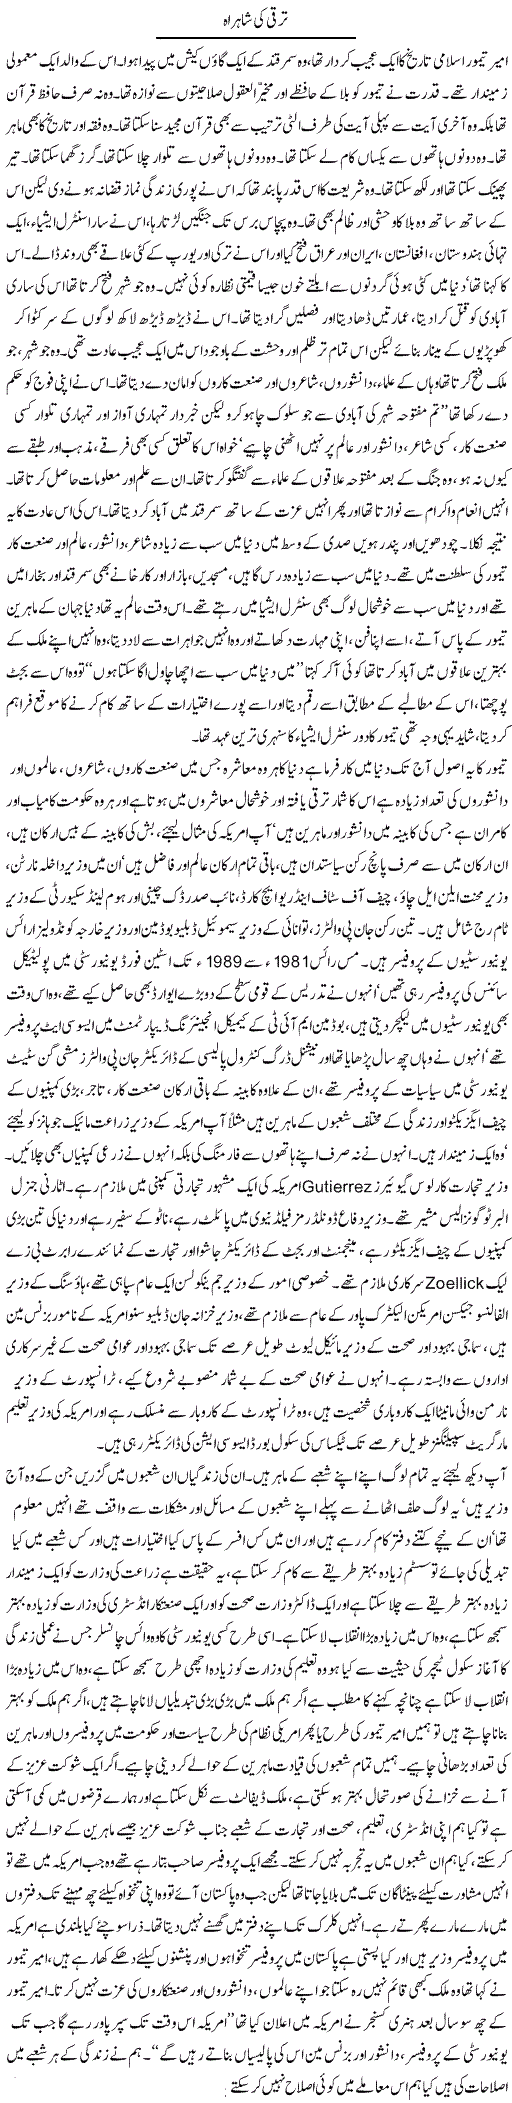 ترقی کی شاہراہ
امیر تیمور اسلامی تاریخ کا ایک عجیب کردار تھا، وہ سمرقند کے ایک گاؤں کیش میں پیدا ہوا۔ اس کے والد ایک معمولی
زمیندار تھے۔ قدرت نے تیمور کو بلا کے حافظے اور محیر العقول صلاحیتوں سے نوازہ تھا۔ وہ نہ صرف حافظ قرآن
تھا بلکہ وہ آخری آیت سے پہلی آیت کی طرف الٹی ترتیب سے بھی قرآن مجید سنا سکتا تھا۔ وہ فقہ اور تاریخ کا بھی ماہر
تھا۔ وہ دونوں ہاتھوں سے یکساں کام لے سکتا تھا۔ وہ دونوں ہاتھوں سے تلوار چلا سکتا تھا۔ گرز گھما سکتا تھا۔ تیر
پھینک سکتا تھا اور لکھ سکتا تھا۔ وہ شریعت کا اس قدر پابند تھا کہ اس نے پوری زندگی نماز قضا نہ ہونے دی لیکن اس
کے ساتھ ساتھ وہ بلا کا وحشی اور ظالم بھی تھا۔ وہ پچاس برس تک جنگیں لڑتا رہا، اس نے سارا سنٹرل ایشیاء، ایک
تہائی ہندوستان، افغانستان، ایران اور عراق فتح کیا اور اس نے ترکی اور یورپ کے کئی علاقے بھی روند ڈالے۔ اس
کا کہنا تھا ’دنیا میں کٹی ہوئی گردنوں سے ابلتے خون جیسا قیمتی نظارہ کوئی نہیں۔ وہ جو شہر فتح کرتا تھا اس کی ساری
آبادی کو قتل کرا دیتا، عمارتیں ڈھا دیتا اور فصلیں گرا دیتا تھا۔ اس نے ڈیڑھ ڈیڑھ لاکھ لوگوں کے سر کٹوا کر
کھوپڑیوں کے مینار بنائے لیکن اس تمام تر ظلم اور وحشت کے باوجود اس میں ایک عجیب عادت تھی۔ وہ جو شہر، جو
ملک فتح کرتا تھا وہاں کے علماء، دانشوروں، شاعروں اور صنعت کاروں کو امان دے دیتا تھا۔ اس نے اپنی فوج کو حکم
دے رکھا تھا ”تم مفتوحہ شہر کی آبادی سے جو سلوک چاہو کرو لیکن خبردار تمہاری آواز اور تمہاری تلوار کسی
صنعت کار، کسی شاعر، دانشور اور عالم پر نہیں اٹھنی چاہیے‘ خواہ اس کا تعلق کسی بھی فرقے، مذہب اور طبقے سے
کیوں نہ ہو، وہ جنگ کے بعد مفتوحہ علاقوں کے علماء سے گفتگو کرتا تھا۔ ان سے علم اور معلومات حاصل کرتا تھا۔
انہیں انعام و اکرام سے نوازتا تھا اور پھر انہیں عزت کے ساتھ سمرقند میں آباد کر دیتا تھا۔ اس کی اس عادت کا یہ
نتیجہ نکلا۔ چودھویں اور پندرہویں صدی کے وسط میں دنیا میں سب سے زیادہ شاعر، دانشور، عالم اور صنعت کار
تیمور کی سلطنت میں تھے۔ دنیا میں سب سے زیادہ درس گاہیں، مسجدیں، بازار اور کارخانے بھی سمرقند اور بخارا میں
تھے اور دنیا میں سب سے خوشحال لوگ بھی سنٹرل ایشیا میں رہتے تھے۔ اس وقت عالم یہ تھا دنیا جہان کے ماہرین
تیمور کے پاس آتے، اسے اپنا فن، اپنی مہارت دکھاتے اور وہ انہیں جواہرات سے لاد دیتا، وہ انہیں اپنے ملک کے
بہترین علاقوں میں آباد کرتا تھا کوئی آ کر کہتا ”میں دنیا میں سب سے اچھا چاول اگا سکتا ہوں“ تو وہ اس سے بجٹ
پوچھتا، اس کے مطالبے کے مطابق اسے رقم دیتا اور اسے پورے اختیارات کے ساتھ کام کرنے کا موقع فراہم
کر دیتا، شاید یہی وجہ تھی تیمور کا دور سنٹرل ایشیاء کا سنہری ترین عہد تھا۔
تیمور کا یہ اصول آج تک دنیا میں کارفرما ہے دنیا کا ہر وہ معاشرہ جس میں صنعت کاروں، شاعروں، عالموں اور
دانشوروں کی تعداد زیادہ ہے اس کا شمار ترقی یافتہ اور خوشحال معاشروں میں ہوتا ہے اور ہر وہ حکومت کامیاب اور
کامران ہے جس کی کابینہ میں دانشور اور ماہرین ہیں‘ آپ امریکہ کی مثال لیجئے، بش کی کابینہ کے بیس ارکان ہیں،
ان ارکان میں سے صرف پانچ رکن سیاستدان ہیں، باقی تمام ارکان عالم اور فاضل ہیں‘ ان میں وزیر داخلہ نارٹن،
وزیر محنت ایلن ایل چاؤ، چیف آف سٹاف اینڈریو ایچ کارڈ، نائب صدر ڈک چینی اور ہوم لینڈ سکیورٹی کے وزیر
ٹام رج شامل ہیں۔ تین رکن جان پی والٹرز، توانائی کے وزیر سیموئیل ڈبلیو بوڈمین اور وزیر خارجہ کونڈولیزا رائس
یونیورسٹیوں کے پروفیسر ہیں۔ مس رائس 1981ء سے 1989ء تک اسٹین فورڈ یونیورسٹی میں پولیٹیکل
سائنس کی پروفیسر رہی تھیں‘ انہوں نے تدریس کے قومی سطح کے دو بڑے ایوارڈ بھی حاصل کیے تھے، وہ اس وقت
بھی یونیورسٹیوں میں لیکچر دیتی ہیں، بوڈمین ایم آئی ٹی کے کیمیکل انجینئرنگ ڈیپارٹمنٹ میں ایسوسی ایٹ پروفیسر
تھے‘ انہوں نے وہاں چھ سال پڑھایا تھا اور نیشنل ڈرگ کنٹرول پالیسی کے ڈائریکٹر جان پی والٹرز مشی گن سٹیٹ
یونیورسٹی میں سیاسیات کے پروفیسر تھے، ان کے علاوہ کابینہ کے باقی ارکان صنعت کار، تاجر، بڑی کمپنیوں کے
چیف ایگزیکٹو اور زندگی کے مختلف شعبوں کے ماہرین ہیں مثلاً آپ امریکہ کے وزیر زراعت مائیک جوہانز کو لیجئے
‘ وہ ایک زمیندار ہیں۔ انہوں نے نہ صرف اپنے ہاتھوں سے فارمنگ کی بلکہ انہوں نے زرعی کمپنیاں بھی چلائیں۔
وزیر تجارت کارلوس گیوئیرز Gutierrez امریکہ کی ایک مشہور تجارتی کمپنی میں ملازم رہے۔ اٹارنی جنرل
البرٹو گونزالیس مشیر تھے۔ وزیر دفاع ڈونلڈ رمز فیلڈ نیوی میں پائلٹ رہے، ناٹو کے سفیر رہے اور دنیا کی تین بڑی
کمپنیوں کے چیف ایگزیکٹو رہے، مینجمنٹ اور بجٹ کے ڈائریکٹر جاشوا اور تجارت کے نمائندے رابرٹ بی زے
لیک Zoellick سرکاری ملازم تھے۔ خصوصی امور کے وزیر جم نیکولسن ایک عام سپاہی تھے، ہاؤسنگ کے وزیر
الفانسو جیکسن امریکن الیکٹرک پاور کے عام سے ملازم تھے، وزیر خزانہ جان ڈبلیو سنو امریکہ کے نامور بزنس مین
ہیں، سماجی بہبود اور صحت کے وزیر مائیکل لیوٹ طویل عرصے تک سماجی بہبود اور عوامی صحت کے غیر سرکاری
اداروں سے وابستہ رہے۔ انہوں نے عوامی صحت کے بے شمار منصوبے شروع کیے، ٹرانسپورٹ کے وزیر
نارمن وائی مانیٹا ایک کاروباری شخصیت ہیں، وہ ٹرانسپورٹ کے کاروبار سے منسلک رہے اور امریکہ کی وزیر تعلیم
مارگریٹ سپیلنگز طویل عرصے تک ٹیکساس کی سکول بورڈ ایسوسی ایشن کی ڈائریکٹر رہی ہیں۔
آپ دیکھ لیجئے یہ تمام لوگ اپنے اپنے شعبے کے ماہر ہیں۔ ان کی زندگیاں ان شعبوں میں گزریں جن کے وہ آج
وزیر ہیں‘ یہ لوگ حلف اٹھانے سے پہلے اپنے شعبوں کے مسائل اور مشکلات سے واقف تھے انہیں معلوم
تھا‘ ان کے نیچے کتنے دفتر کام کر رہے ہیں اور ان میں کس افسر کے پاس کیا اختیارات ہیں اور کس شعبے میں کیا
تبدیلی کی جائے تو سسٹم زیادہ بہتر طریقے سے کام کر سکتا ہے، یہ حقیقت ہے زراعت کی وزارت کو ایک زمیندار
زیادہ بہتر طریقے سے چلا سکتا ہے اور ایک ڈاکٹر وزارت صحت کو اور ایک صنعتکار انڈسٹری کی وزارت کو زیادہ بہتر
سمجھ سکتا ہے، وہ اس میں زیادہ بڑا انقلاب لا سکتا ہے۔ اسی طرح کسی یونیورسٹی کا وہ وائس چانسلر جس نے عملی زندگی
کا آغاز سکول ٹیچر کی حیثیت سے کیا ہو وہ تعلیم کی وزارت کو زیادہ اچھی طرح سمجھ سکتا ہے، وہ اس میں زیادہ بڑا
انقلاب لا سکتا ہے چنانچہ کہنے کا مطلب ہے اگر ہم ملک میں بڑی بڑی تبدیلیاں لانا چاہتے ہیں، اگر ہم ملک کو بہتر
بنانا چاہتے ہیں تو ہمیں امیر تیمور کی طرح یا پھر امریکی نظام کی طرح سیاست اور حکومت میں پروفیسروں اور ماہرین
کی تعداد بڑھانی چاہیے۔ ہمیں تمام شعبوں کی قیادت ماہرین کے حوالے کر دینی چاہیے۔ اگر ایک شوکت عزیز کے
آنے سے خزانے کی صورتحال بہتر ہو سکتی ہے، ملک ڈیفالٹ سے نکل سکتا ہے اور ہمارے قرضوں میں کمی آ سکتی
ہے تو کیا ہم اپنی انڈسٹری، تعلیم، صحت اور تجارت کے شعبے جناب شوکت عزیز جیسے ماہرین کے حوالے نہیں
کر سکتے، کیا ہم ان شعبوں میں یہ تجربہ نہیں کر سکتے۔ مجھے ایک پروفیسر صاحب بتا رہے تھے وہ جب امریکہ میں تھے تو
انہیں مشاورت کیلئے پینٹاگان تک میں بلایا جاتا تھا لیکن جب وہ پاکستان آئے تو وہ اپنی تنخواہ کیلئے چھ مہینے تک دفتروں
میں مارے مارے پھرتے رہے۔ انہیں کلرک تک اپنے دفتر میں گھسنے نہیں دیتا تھا۔ ذرا سوچئے کیا بلندی ہے امریکہ
میں پروفیسر وزیر ہیں اور کیا پستی ہے پاکستان میں پروفیسر تنخواہوں اور پنشنوں کیلئے دھکے کھا رہے ہیں، امیر تیمور
نے کہا تھا وہ ملک کبھی قائم نہیں رہ سکتا جو اپنے عالموں، دانشوروں اور صنعتکاروں کی عزت نہیں کرتا۔ امیر تیمور
کے چھ سو سال بعد ہنری کسنجر نے امریکہ میں اعلان کیا تھا ”امریکہ اس وقت تک سپر پاور رہے گا جب تک
یونیورسٹی کے پروفیسر، دانشور اور بزنس مین اس کی پالیسیاں بناتے رہیں گے“۔ ہم نے زندگی کے ہر شعبے میں
اصلاحات کی ہیں کیا ہم اس معاملے میں کوئی اصلاح نہیں کر سکتے